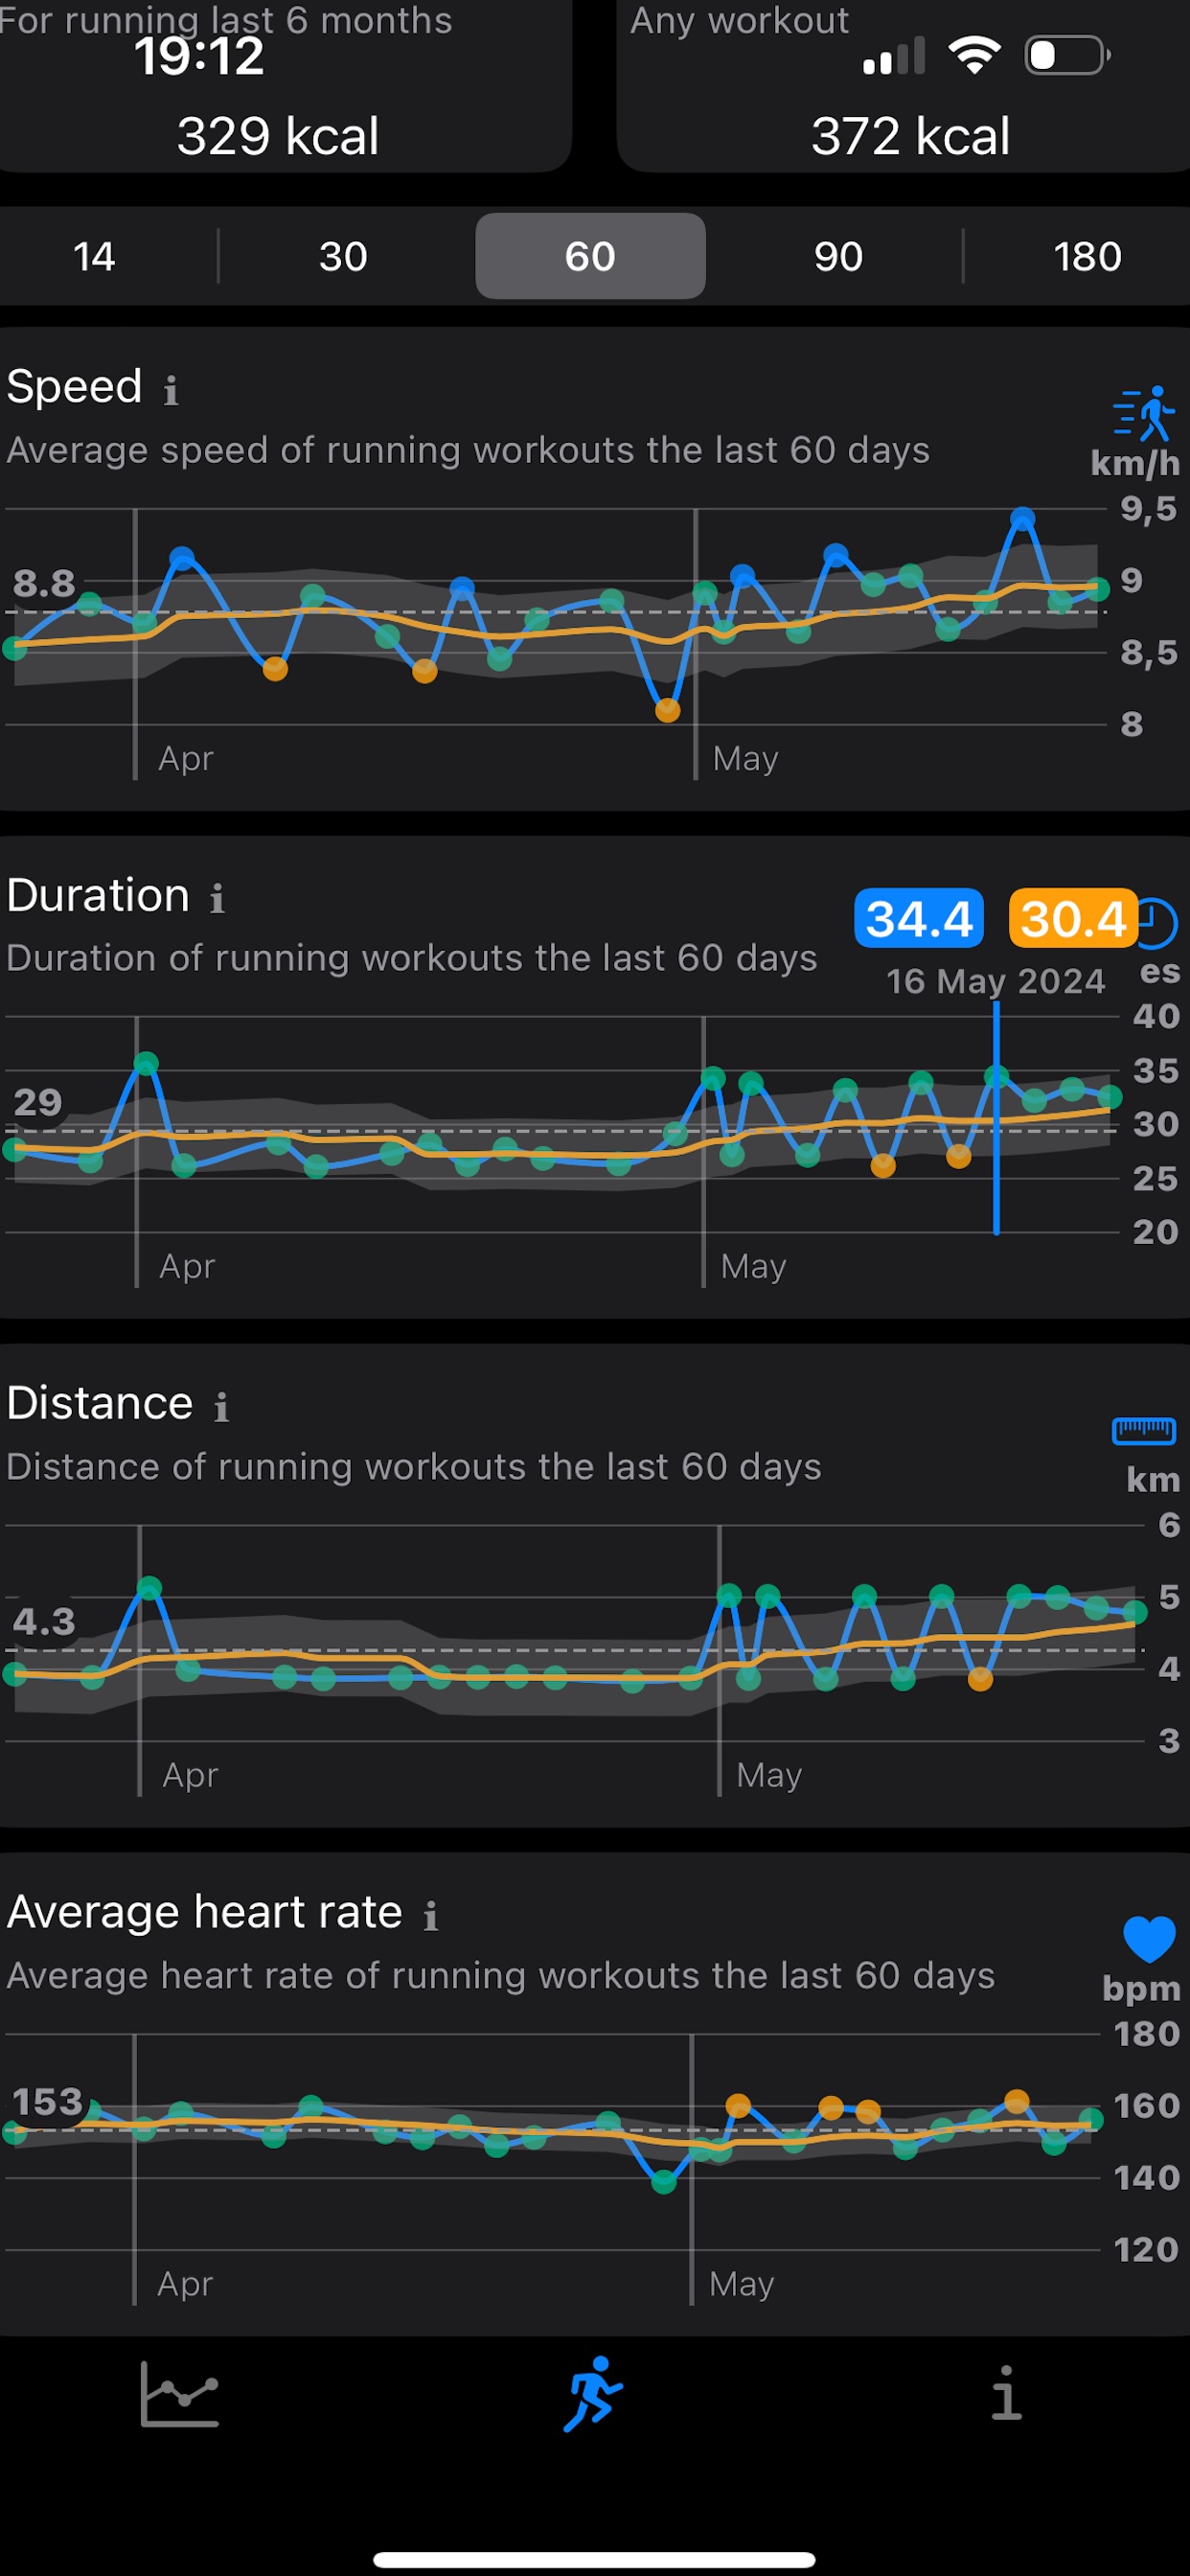 For running last 6 months
Any workout
19:12
329 kcal
372 kcal
14
30
60
90
180
Speed i
Average speed of running workouts the last 60 days
km/h
9,5
8.8
9
8,5
8
Apr
May
Duration i
34.4
30.4
Duration of running workouts the last 60 days
16 May 2024
es
40
35
29
30
25
20
Apr
May
Distance i
Distance of running workouts the last 60 days
km
6
5
4.3
4
3
Apr
May
Average heart rate i
Average heart rate of running workouts the last 60 days
bpm
180
153
160
140
120
Apr
May
i